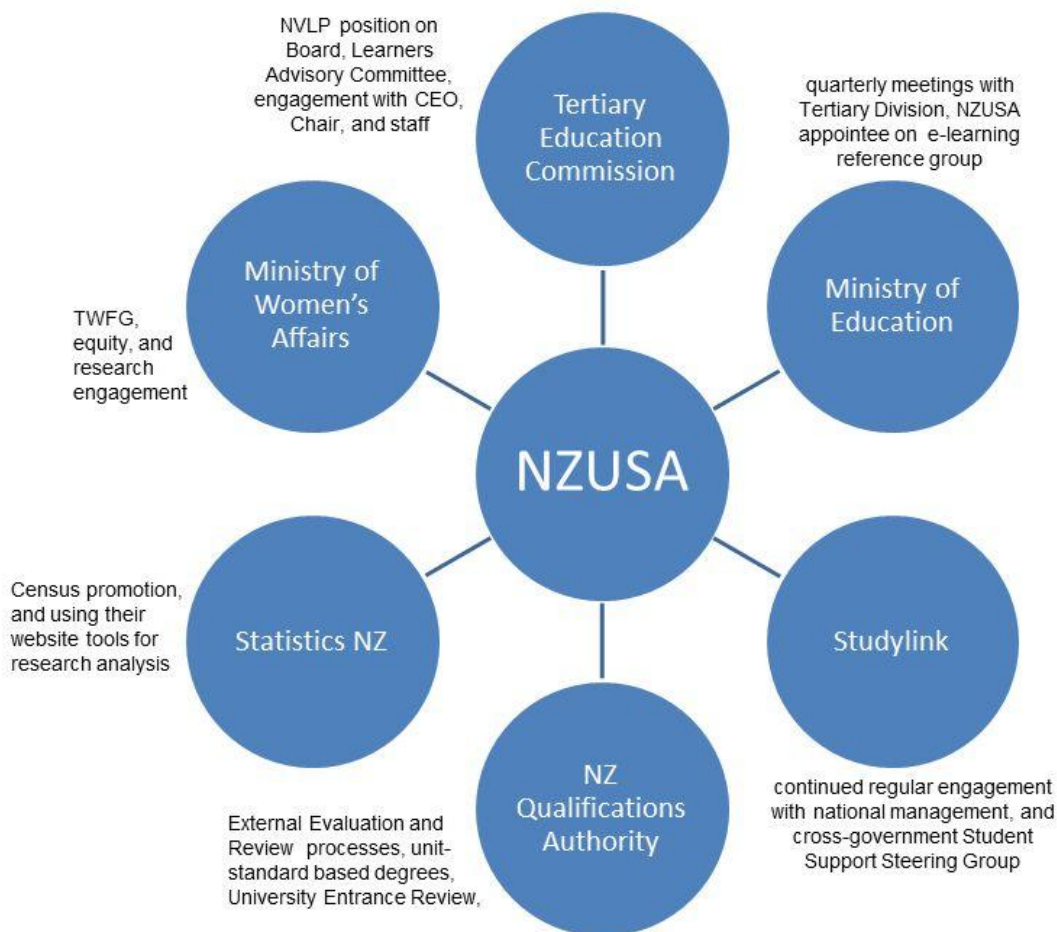 NVLP position on
Board, Learners
Advisory Committee,
engagement with CEO,
Chair, and staff
Tertiary
Education
Commission
quarterly meetings with
Tertiary Division, NZUSA
appointee on e-learning
reference group
Ministry of
Women’s
Affairs
Ministry of
Education
TWFG,
equity, and
research
engagement
NZUSA
Census promotion,
and using their
website tools for
research analysis
Statistics NZ
Studylink
NZ
Qualifications
Authority
External Evaluation and
Review processes, unit-
standard based degrees,
University Entrance Review,
continued regular engagement
with national management, and
cross-government Student
Support Steering Group